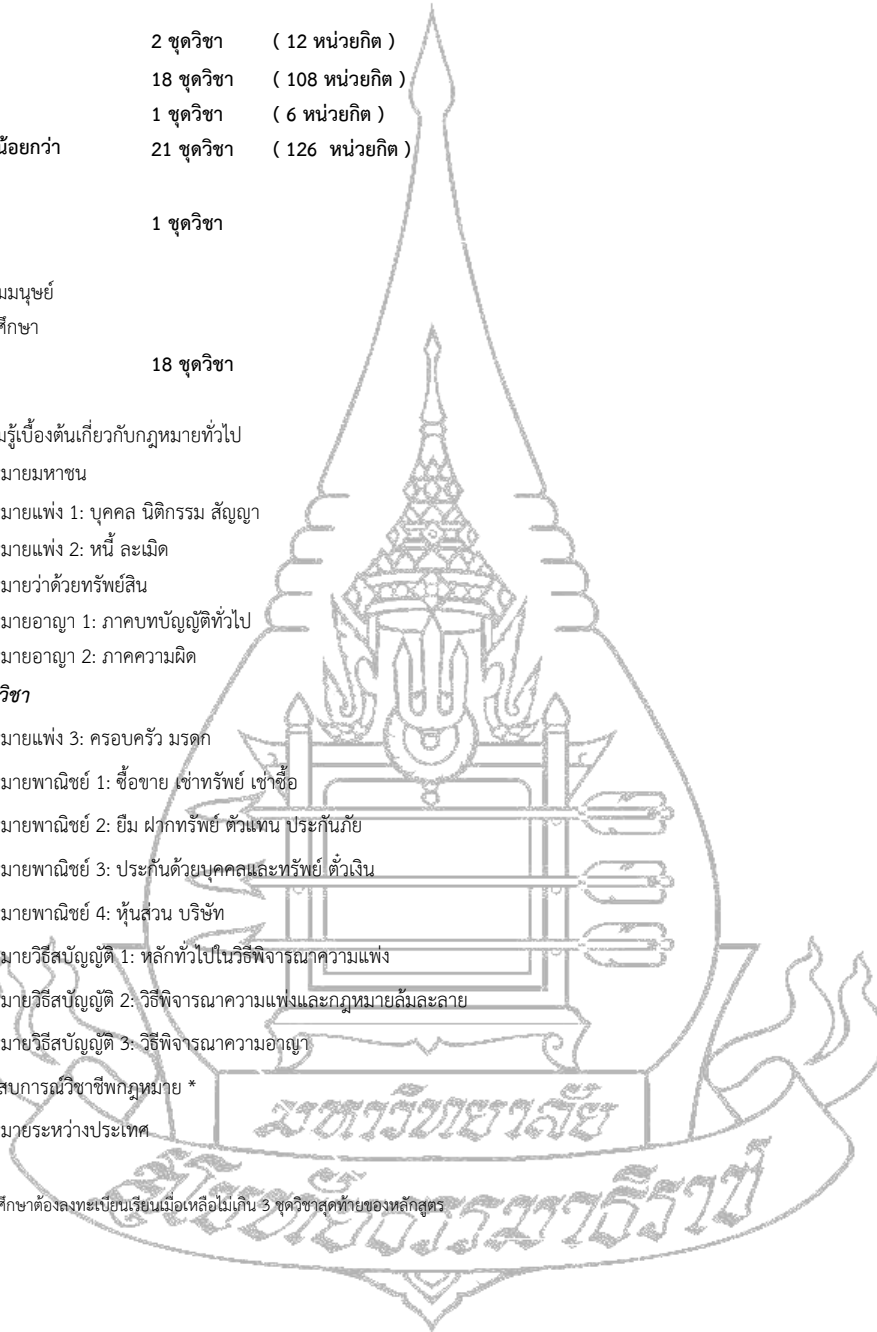 2 ชุดวิชา ( 12 หน่วยกิต )
18 ชุดวิชา ( 108 หน่วยกิต )
1 ชุดวิชา ( 6 หน่วยกิต )
น้อยกว่า 21 ชุดวิชา ( 126 หน่วยกิต )
1 ชุดวิชา
มมนุษย์
ศึกษา
18 ชุดวิชา
มรู้เบื้องต้นเกี่ยวกับกฎหมายทั่วไป
มายมหาชน
มายแพ่ง 1: บุคคล นิติกรรม สัญญา
มายแพ่ง 2: หนี้ ละเมิด
มายว่าด้วยทรัพย์สิน
มายอาญา 1: ภาคบทบัญญัติทั่วไป
มายอาญา 2: ภาคความผิด
วิชา
มายแพ่ง 3: ครอบครัว มรดก
มายพาณิชย์ 1: ซื้อขาย เช่าทรัพย์ เช่าซื้อ
มายพาณิชย์ 2: ยืม ฝากทรัพย์ ตัวแทน ประกันภัย
มายพาณิชย์ 3: ประกันด้วยบุคคลและทรัพย์ ตั๋วเงิน
มายพาณิชย์ 4: หุ้นส่วน บริษัท
มายวิธีสบัญญัติ 1: หลักทั่วไปในวิธีพิจารณาความแพ่ง
มายวิธีสบัญญัติ 2: วิธีพิจารณาความแพ่งและกฎหมายล้มละลาย
มายวิธีสบัญญัติ 3: วิธีพิจารณาความอาญา
สบการณ์วิชาชีพกฎหมาย *
มายระหว่างประเทศ
มหาวิทยาลัย
ศึกษาต้องลงทะเบียนเรียนเมื่อเหลือไม่เกิน 3 ชุดวิชาสุดท้ายของหลักสูตร
สุโขทัยธรรมาธิราช